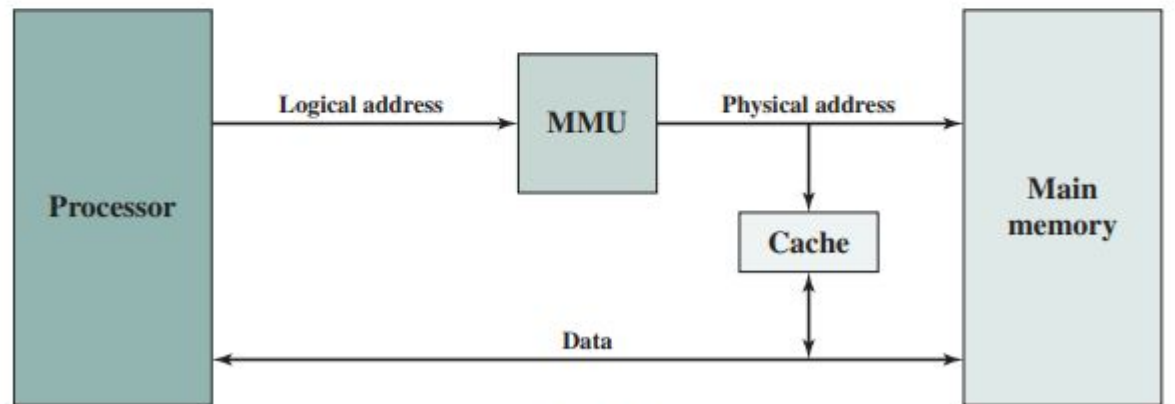 Logical address
MMU
Physical address
Processor
Main
memory
Cache
Data